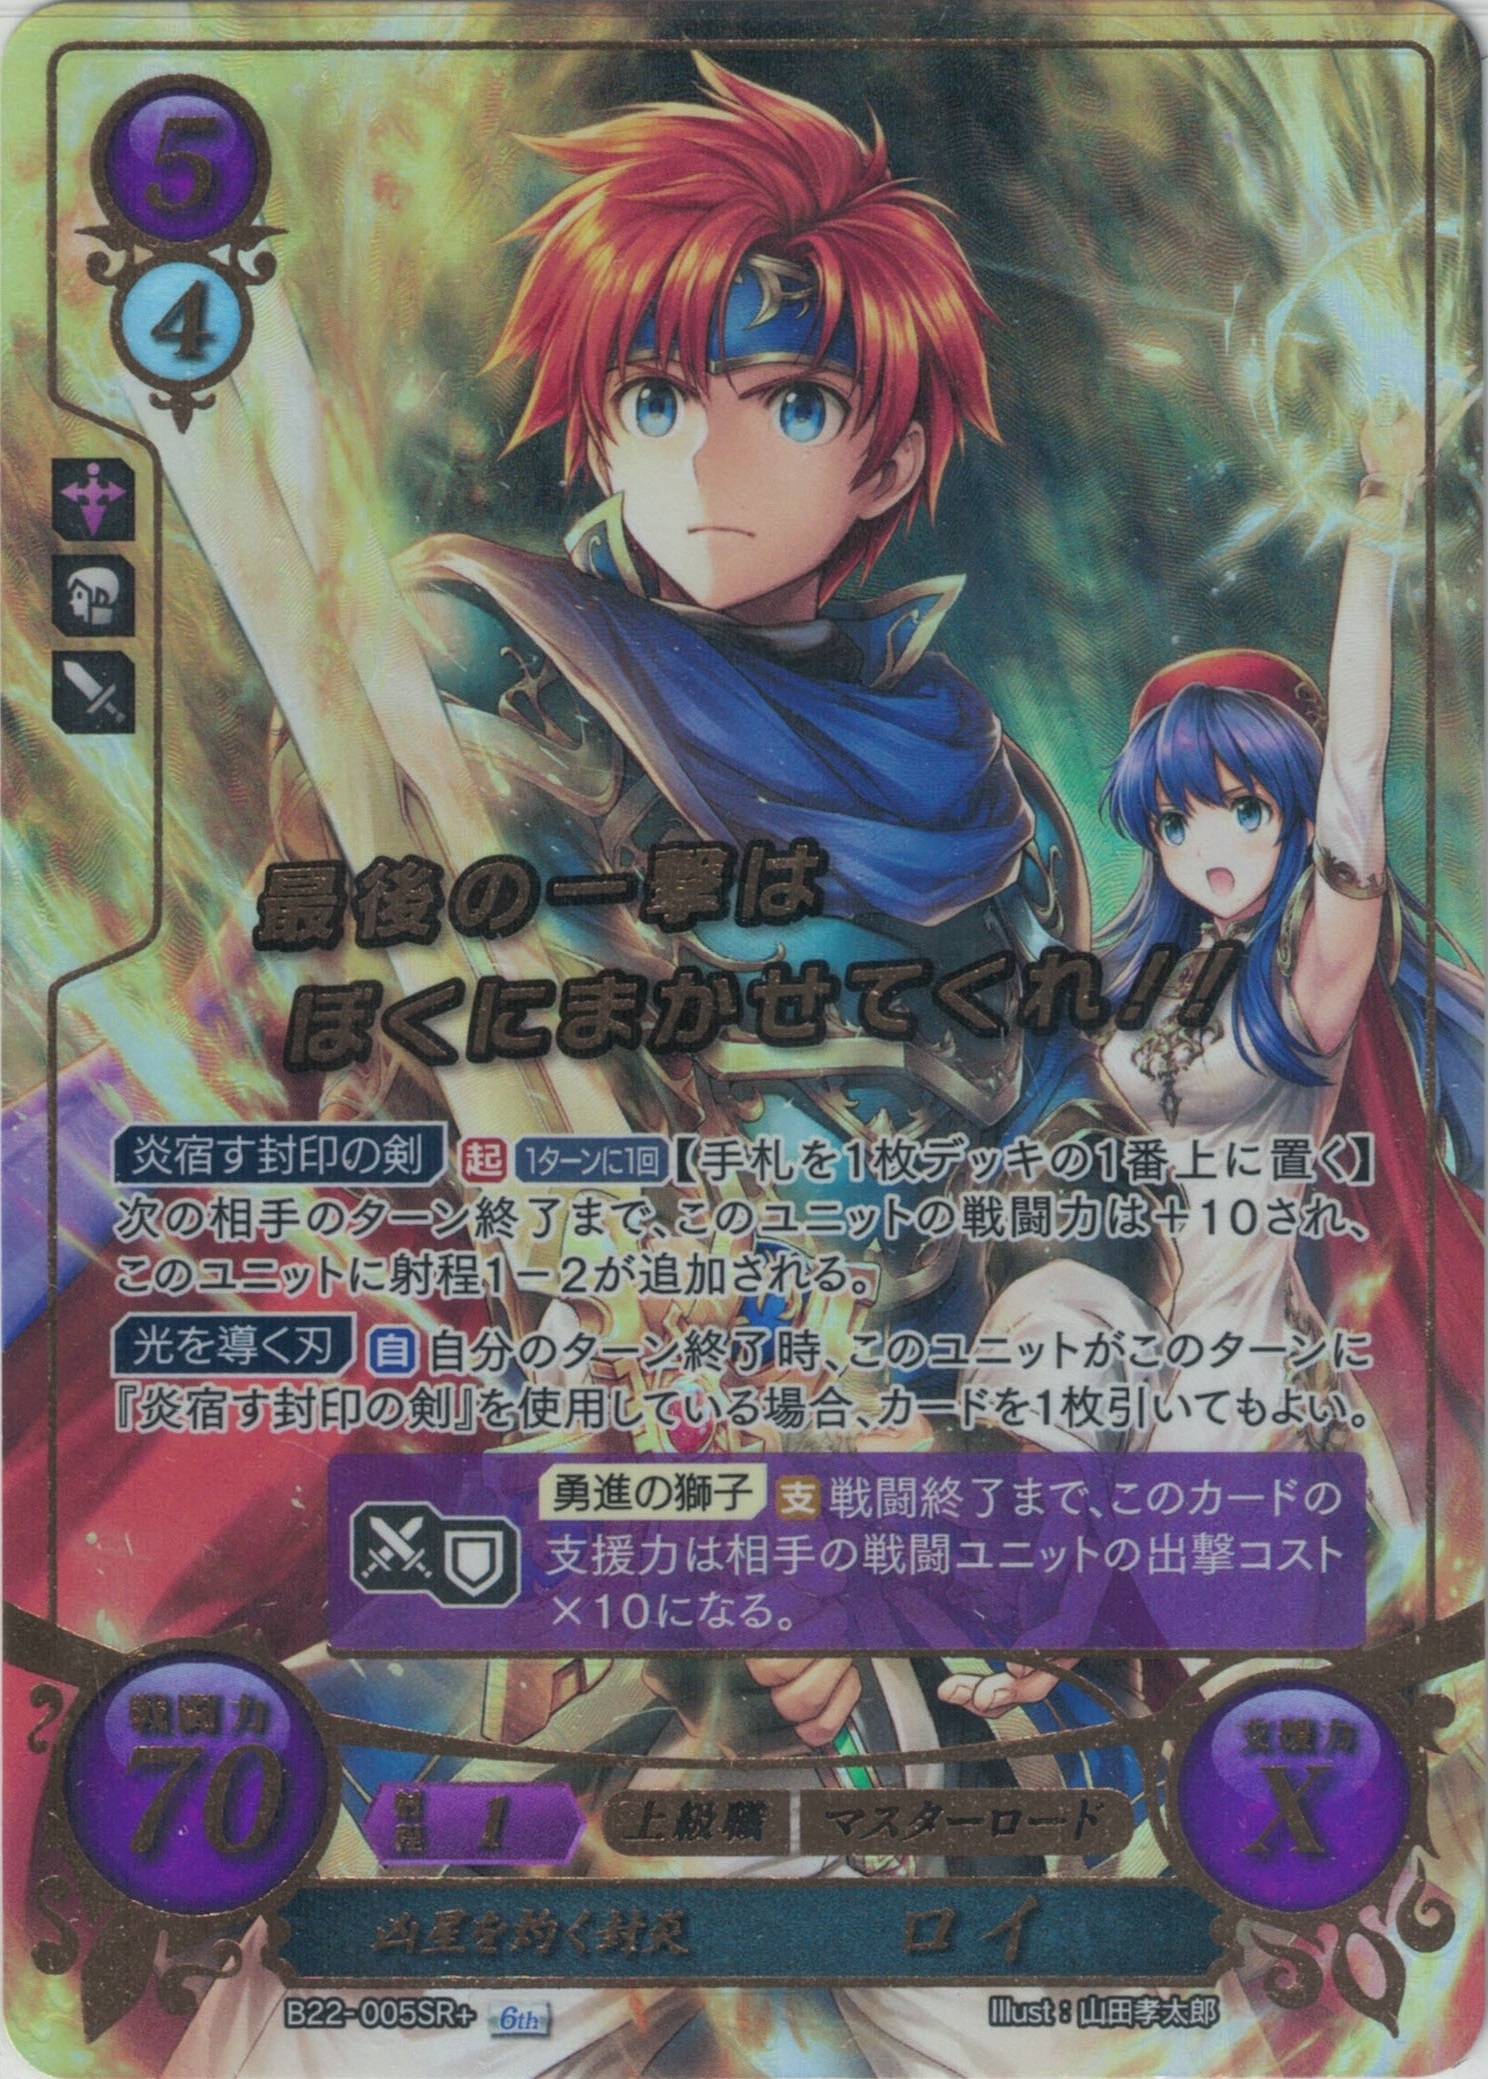 5
4
最後の一撃は
ぼくにまかせてくれ!!
炎宿す封印の剣 起 1ターンに1回【手札を1枚デッキの1番上に置く】
次の相手のターン終了まで、このユニットの戦闘力は＋10され、
このユニットに射程1－2が追加される。
光を導く刃 自 自分のターン終了時、このユニットがこのターンに
『炎宿す封印の剣』を使用している場合、カードを1枚引いてもよい。
勇進の獅子 支 戦闘終了まで、このカードの
支援力は相手の戦闘ユニットの出撃コスト
×10になる。
戦闘力
70
射程 1
上級職 マスターロード
支援力
X
凶星を灼く封炎 ロイ
B22-005SR+ 6th
Illust：山田孝太郎